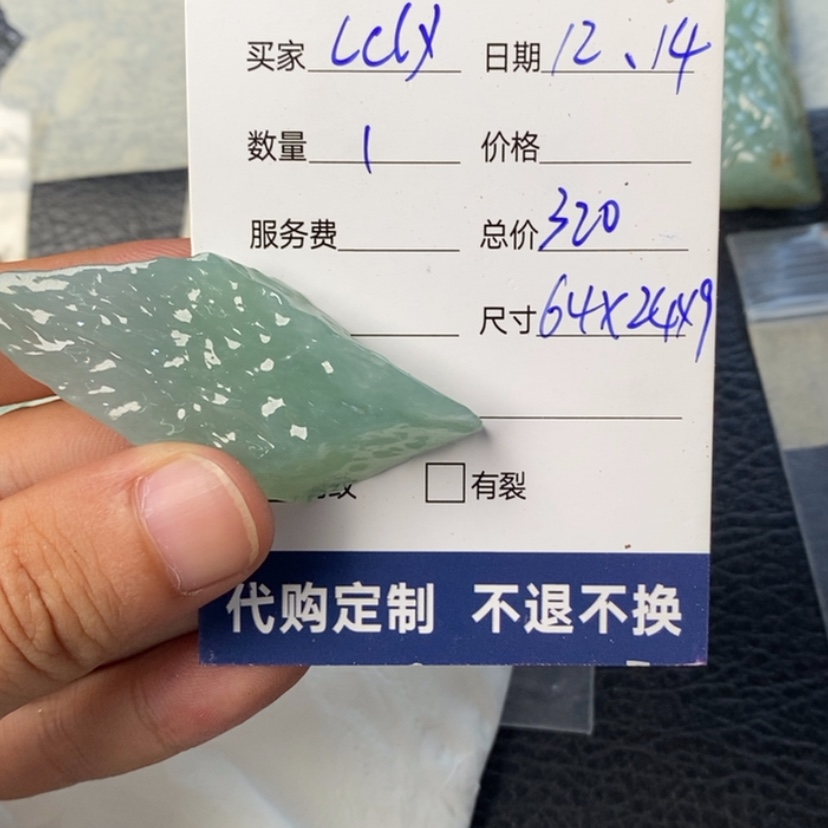 买家 LCLX 日期 12、14
数量 1 价格
服务费 总价 320
尺寸 64X24X9
有裂
代购定制 不退不换